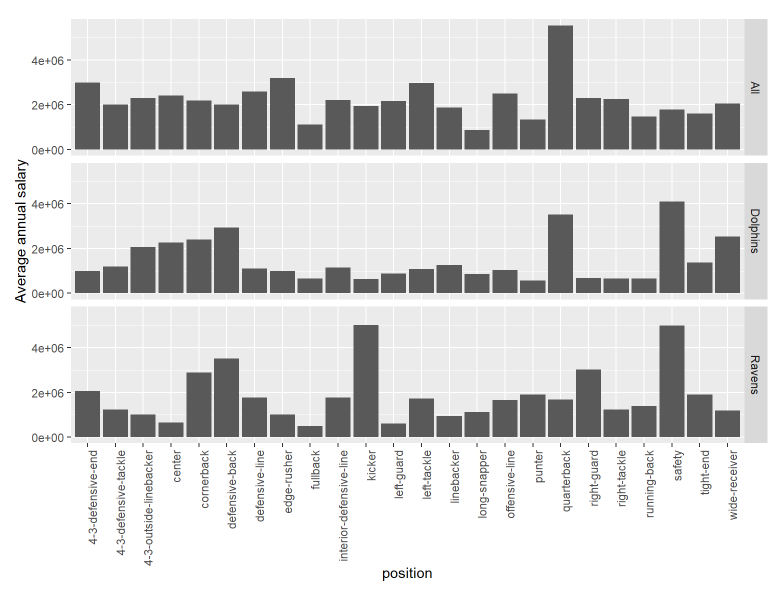 Average annual salary
4e+06
2e+06
0e+00
All
4e+06
2e+06
0e+00
Dolphins
4e+06
2e+06
0e+00
Ravens
4-3-defensive-end
4-3-defensive-tackle
4-3-outside-linebacker
center
cornerback
defensive-back
defensive-line
edge-rusher
fullback
interior-defensive-line
kicker
left-guard
left-tackle
linebacker
long-snapper
offensive-line
punter
quarterback
right-guard
right-tackle
running-back
safety
tight-end
wide-receiver
position